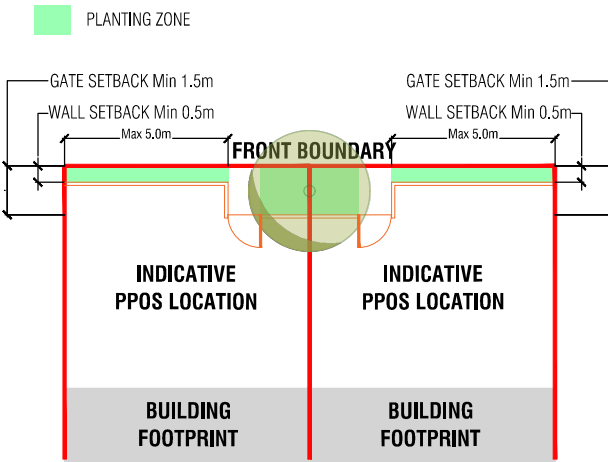 PLANTING ZONE
GATE SETBACK Min 1.5m
GATE SETBACK Min 1.5m
WALL SETBACK Min 0.5m
WALL SETBACK Min 0.5m
Max 5.0m
Max 5.0m
FRONT BOUNDARY
INDICATIVE
PPOS LOCATION
INDICATIVE
PPOS LOCATION
BUILDING
FOOTPRINT
BUILDING
FOOTPRINT